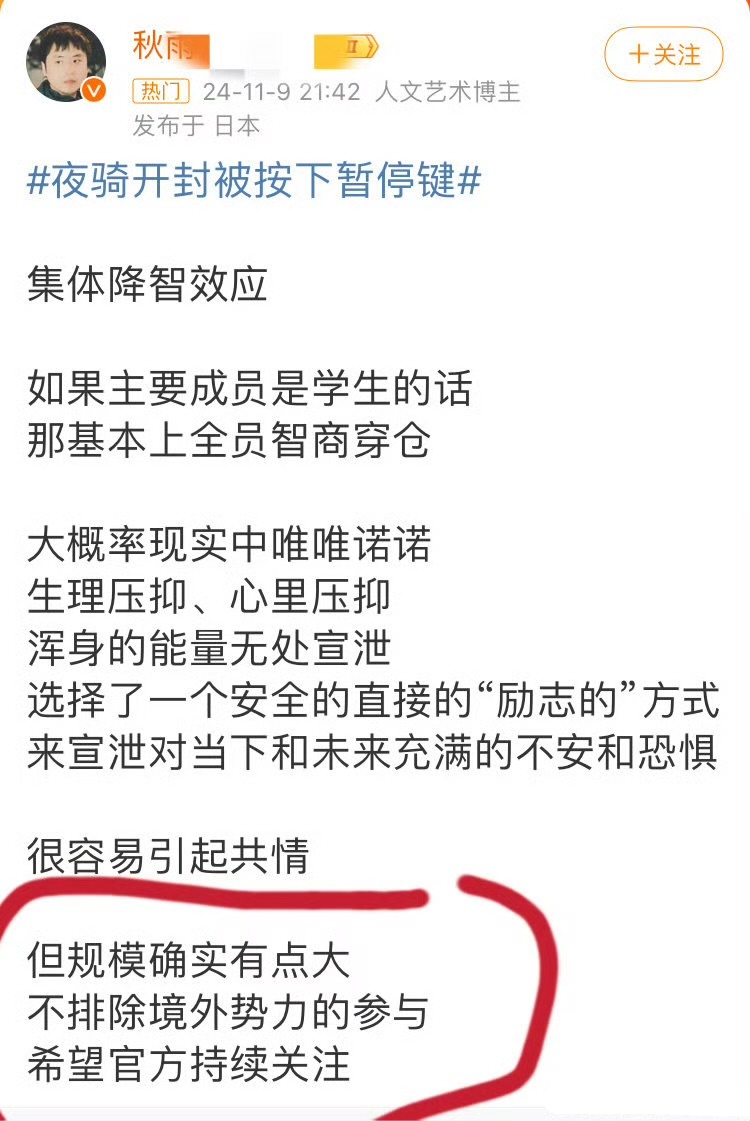 秋雨
II
V
+关注
热门 24-11-9 21:42 人文艺术博主
发布于 日本
#夜骑开封被按下暂停键#
集体降智效应
如果主要成员是学生的话
那基本上全员智商穿仓
大概率现实中唯唯诺诺
生理压抑、心里压抑
浑身的能量无处宣泄
选择了一个安全的直接的“励志的”方式
来宣泄对当下和未来充满的不安和恐惧
很容易引起共情
但规模确实有点大
不排除境外势力的参与
希望官方持续关注